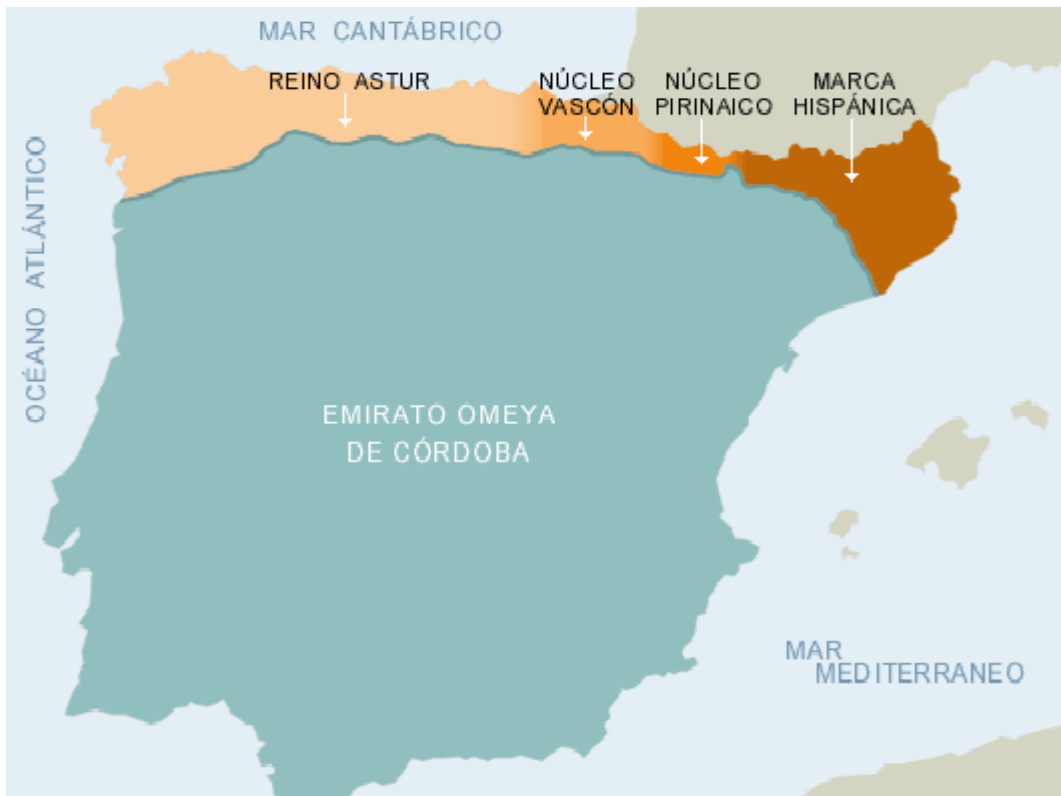 MAR CANTÁBRICO
REINO ASTUR
NÚCLEO
VASCÓN
NÚCLEO
PIRINAICO
MARCA
HISPÁNICA
OCÉANO ATLÁNTICO
EMIRATO OMEYA
DE CÓRDOBA
MAR
MEDITERRANEO